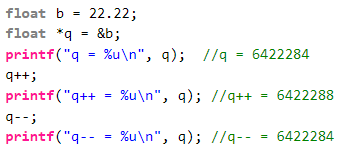 float b = 22.22;
float *q = &b;
printf("q = %u\n", q);  //q = 6422284
q++;
printf("q++ = %u\n", q); //q++ = 6422288
q--;
printf("q-- = %u\n", q); //q-- = 6422284